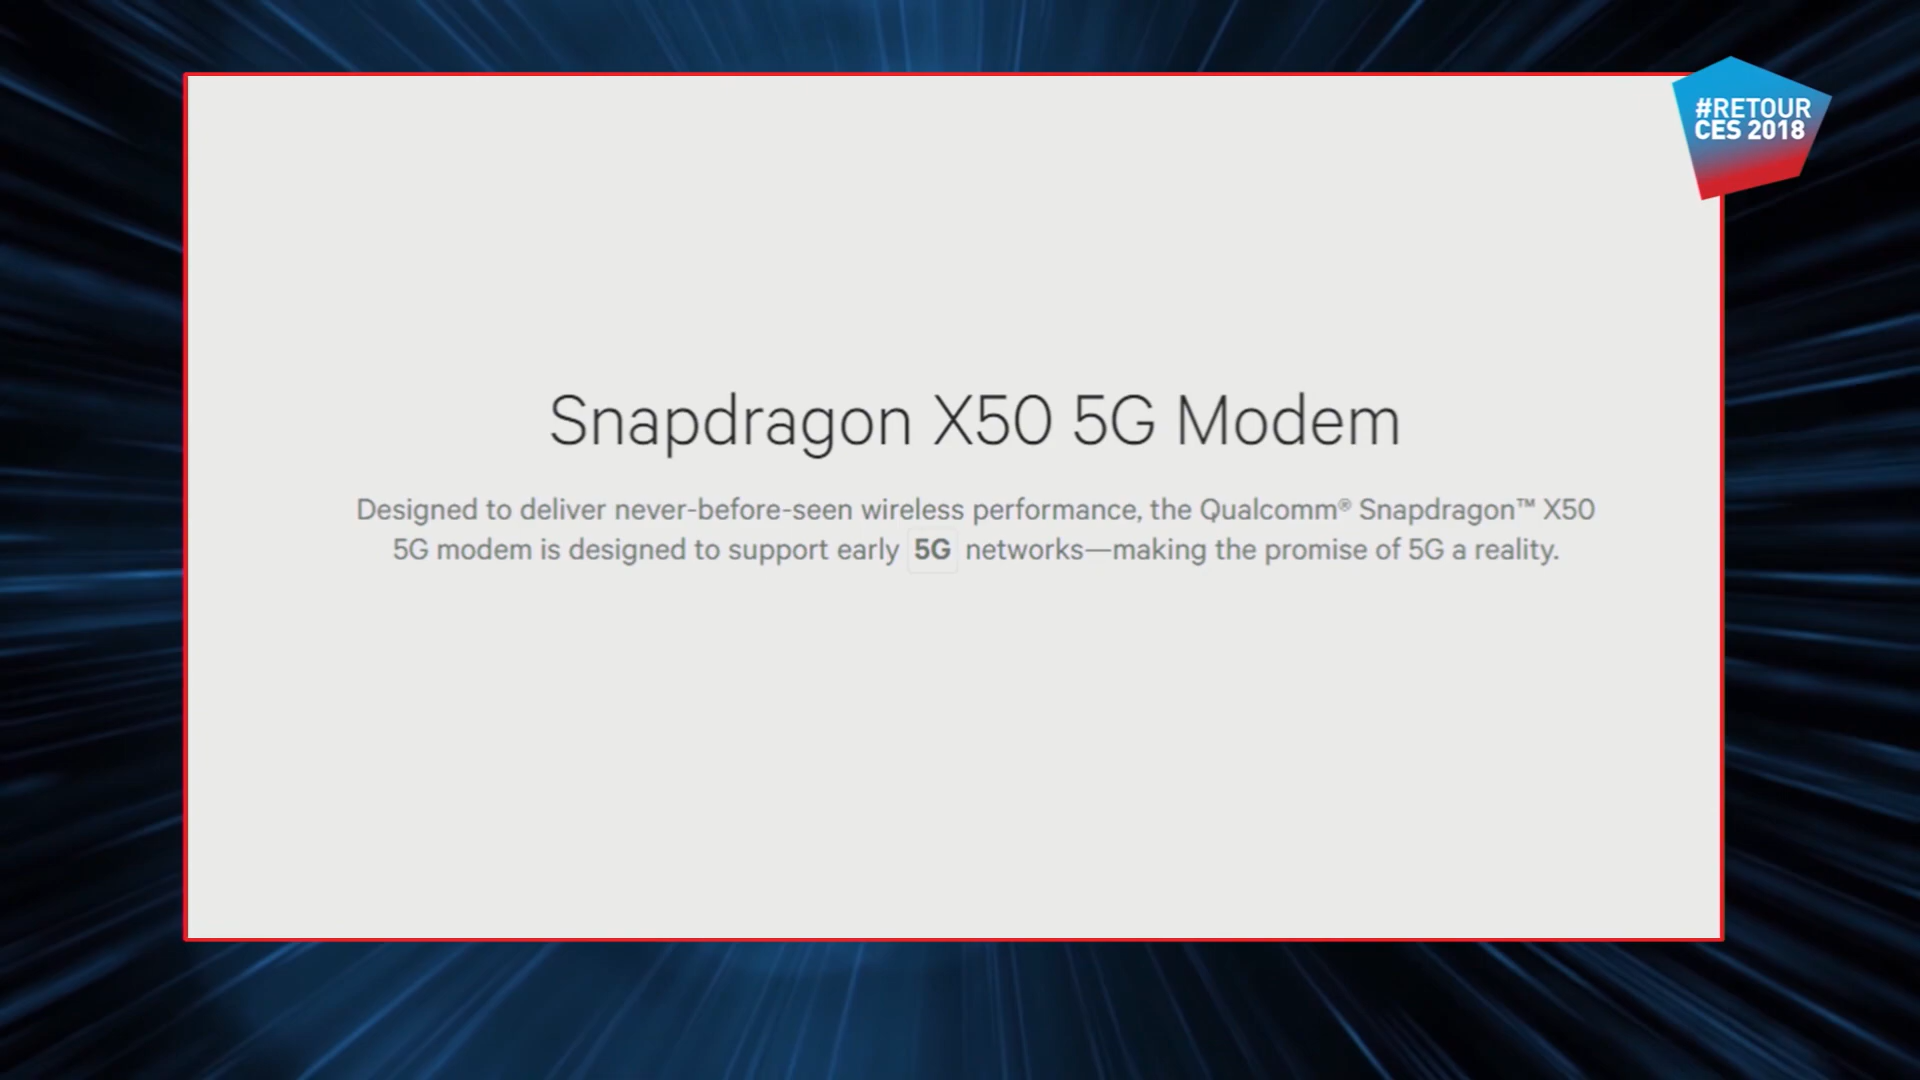 #RETOUR
CES 2018
Snapdragon X50 5G Modem
Designed to deliver never-before-seen wireless performance, the Qualcomm® Snapdragon™ X50
5G modem is designed to support early 5G networks—making the promise of 5G a reality.